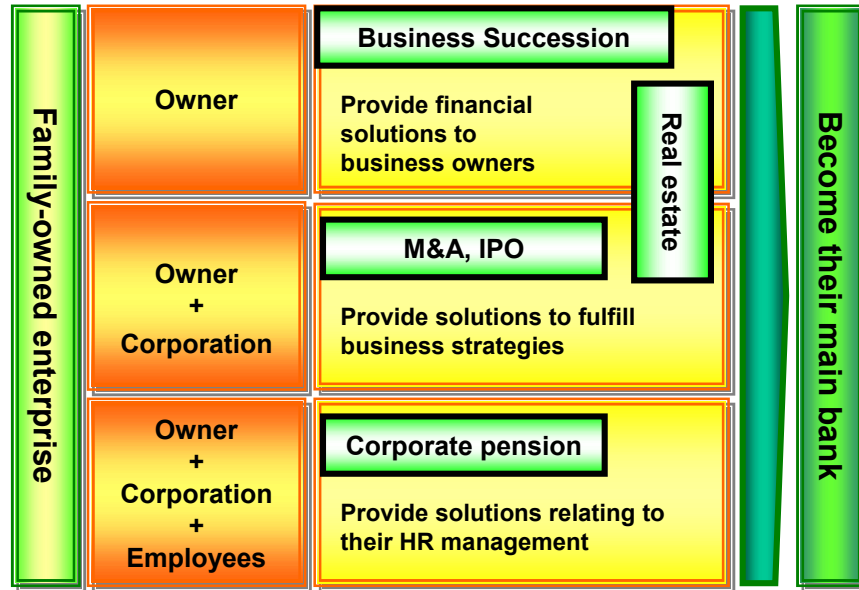 Family-owned enterprise
Owner
Business Succession
Provide financial
solutions to
business owners
Real estate
Owner
+
Corporation
M&A, IPO
Provide solutions to fulfill
business strategies
Owner
+
Corporation
+
Employees
Corporate pension
Provide solutions relating to
their HR management
Become their main bank